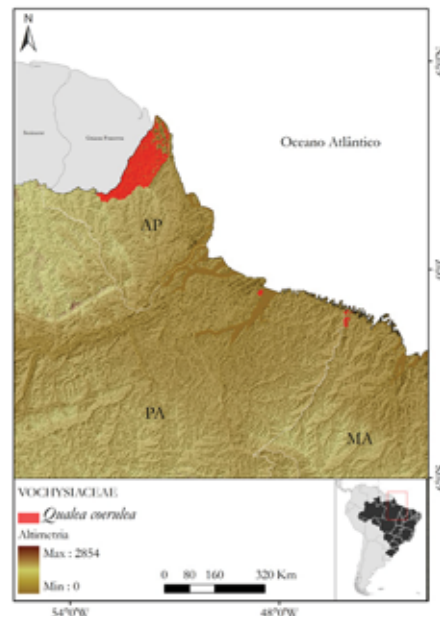 N
Suriname
Guiana Francesa
Oceano Atlântico
AP
PA
MA
VOCHYSIACEAE
Qualea coerulea
Altimetria
Max : 2854
Min : 0
0 80 160 320 Km
54°0'W 48°0'W